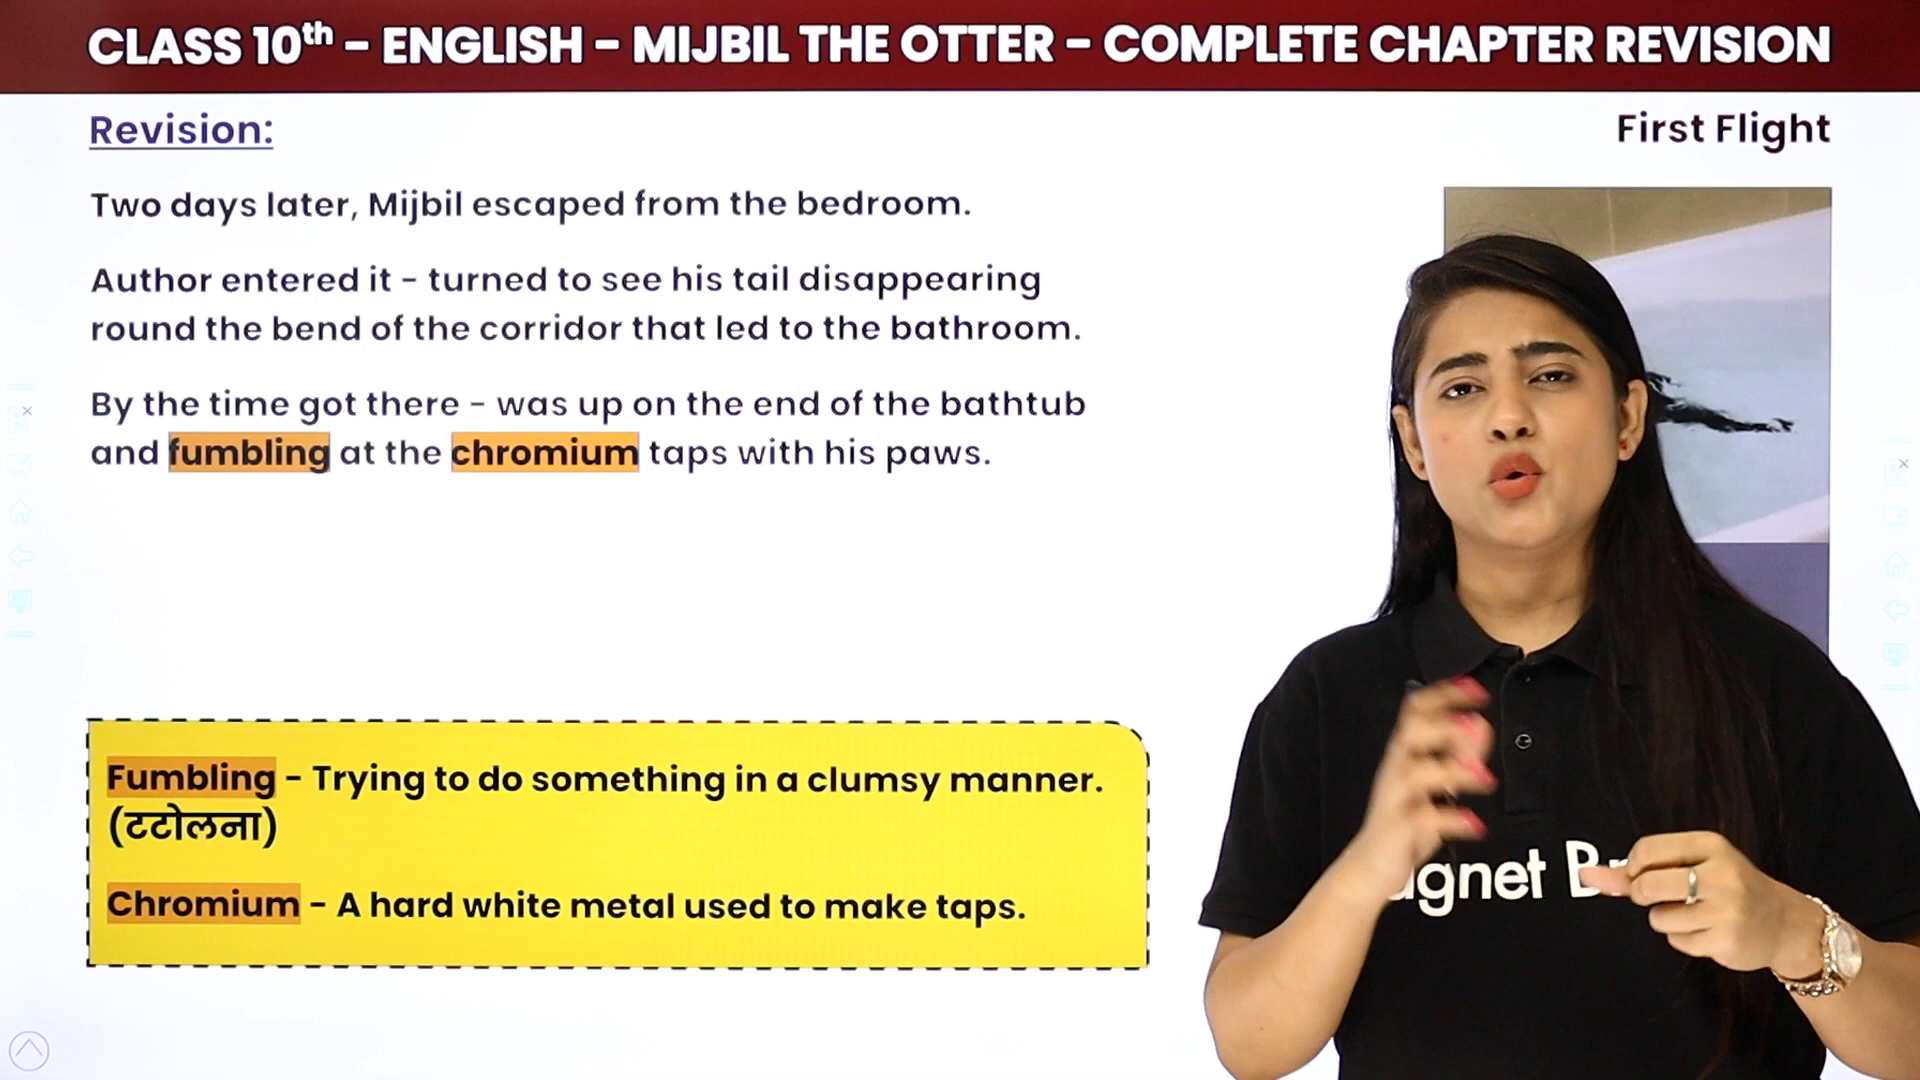 CLASS 10th – ENGLISH – MIJBIL THE OTTER – COMPLETE CHAPTER REVISION
Revision:
First Flight
Two days later, Mijbil escaped from the bedroom.
Author entered it – turned to see his tail disappearing
round the bend of the corridor that led to the bathroom.
By the time got there – was up on the end of the bathtub
and fumbling at the chromium taps with his paws.
Fumbling – Trying to do something in a clumsy manner.
(टटोलना)
Chromium – A hard white metal used to make taps.